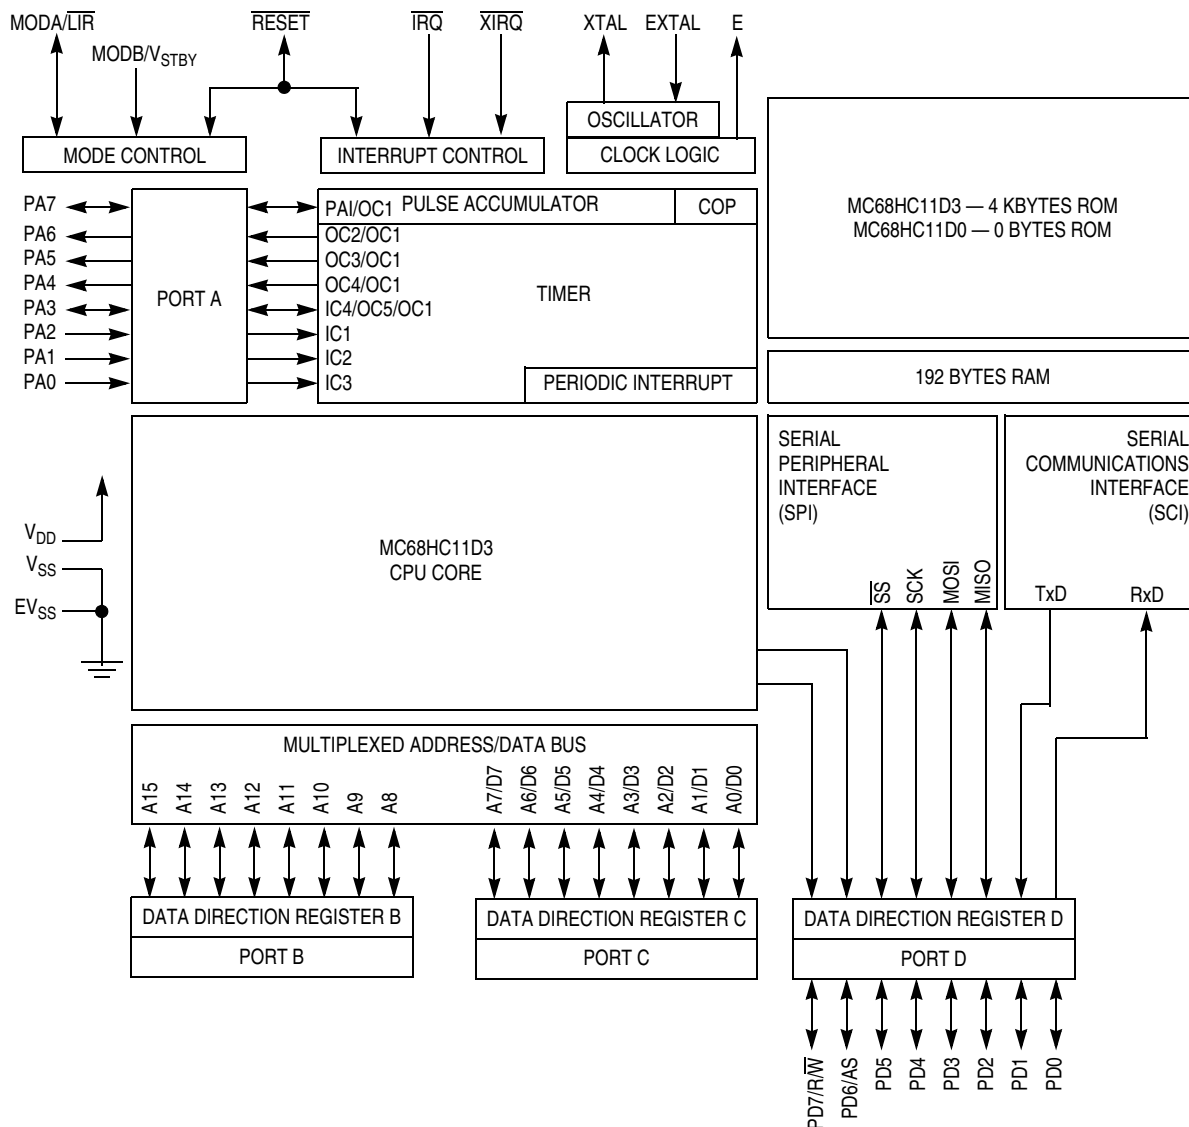 MODA/LIR
MODB/VSTBY
RESET
IRQ
XIRQ
XTAL
EXTAL
E
MODE CONTROL
INTERRUPT CONTROL
OSCILLATOR
CLOCK LOGIC
MC68HC11D3 — 4 KBYTES ROM
MC68HC11D0 — 0 BYTES ROM
192 BYTES RAM
PA7
PA6
PA5
PA4
PA3
PA2
PA1
PA0
PORT A
PAI/OC1
PULSE ACCUMULATOR
COP
OC2/OC1
OC3/OC1
OC4/OC1
IC4/OC5/OC1
IC1
IC2
IC3
TIMER
PERIODIC INTERRUPT
VDD
VSS
EVSS
MC68HC11D3
CPU CORE
SERIAL
PERIPHERAL
INTERFACE
(SPI)
SS
SCK
MOSI
MISO
SERIAL
COMMUNICATIONS
INTERFACE
(SCI)
TxD
RxD
MULTIPLEXED ADDRESS/DATA BUS
A15
A14
A13
A12
A11
A10
A9
A8
A7/D7
A6/D6
A5/D5
A4/D4
A3/D3
A2/D2
A1/D1
A0/D0
DATA DIRECTION REGISTER B
PORT B
DATA DIRECTION REGISTER C
PORT C
DATA DIRECTION REGISTER D
PORT D
PD7/R/W
PD6/AS
PD5
PD4
PD3
PD2
PD1
PD0